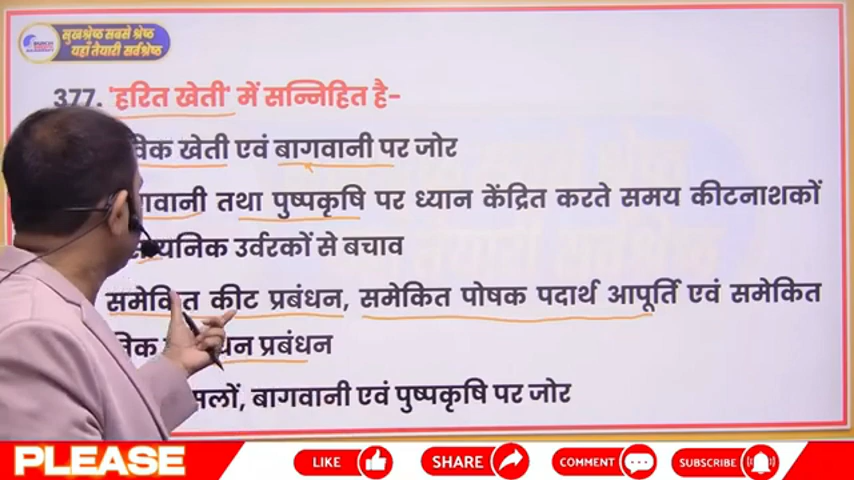 सुखश्रेष्ठ सबसे श्रेष्ठ
यहाँ तैयारी सर्वश्रेष्ठ
377. 'हरित खेती' में सन्निहित है-
खेती एवं बागवानी पर जोर
तथा पुष्पकृषि पर ध्यान केंद्रित करते समय कीटनाशकों
उर्वरकों से बचाव
समेकित कीट प्रबंधन, समेकित पोषक पदार्थ आपूर्ति एवं समेकित
प्रबंधन
बागवानी एवं पुष्पकृषि पर जोर
PLEASE
LIKE
SHARE
COMMENT
SUBSCRIBE